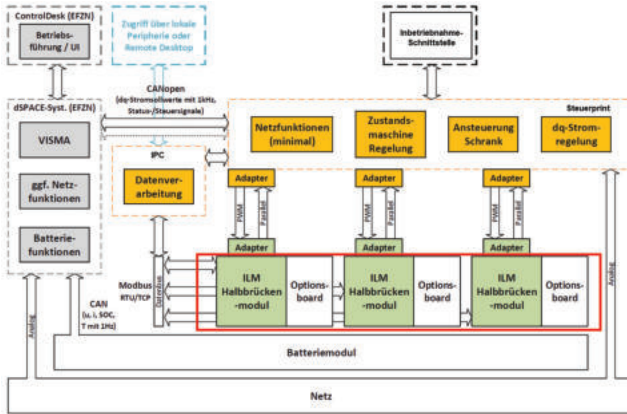 ControlDesk (EFZN)
Betriebs-
führung / UI
Zugriff über lokale
Peripherie oder
Remote Desktop
Inbetriebnahme-
Schnittstelle
dSPACE-Syst. (EFZN)
VISMA
ggf. Netz-
funktionen
Batterie
funktionen
CANopen
(dq-Stromsollwerte mit 1kHz,
Status-/Steuersignale)
IPC
Datenver-
arbeitung
Steuerprint
Netzfunktionen
(minimal)
Zustands-
maschine
Regelung
Ansteuerung
Schrank
dq-Strom-
regelung
Adapter
Adapter
Adapter
PWM
Parallel
PWM
Parallel
PWM
Parallel
Adapter
Adapter
Adapter
Modbus
RTU/TCP
Datenbus
ILM
Halbbrücken
-modul
Options-
board
ILM
Halbbrücken
-modul
Options-
board
ILM
Halbbrücken
-modul
Options-
board
Analog
CAN
(u, i, SOC,
T mit 1Hz)
Analog
Batteriemodul
Netz